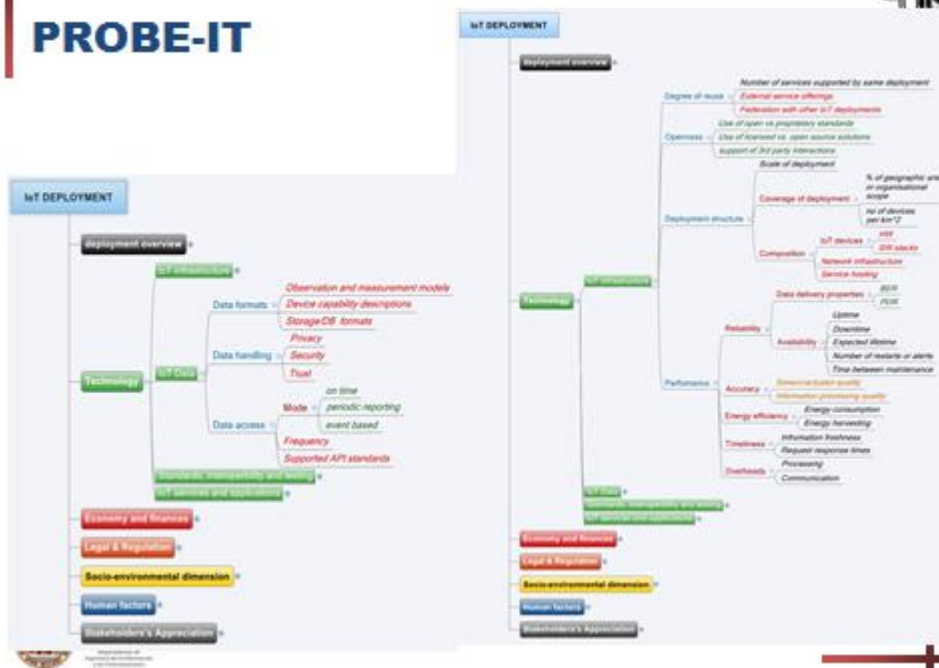 PROBE-IT
IoT DEPLOYMENT
deployment overview
IoT Infrastructure
Data formats
Observation and measurement models
Device capability descriptions
Storage/DB formats
Data handling
Privacy
Security
Trust
Technology
IoT Data
Data access
Mode
on time
periodic reporting
event based
Frequency
Supported API standards
IoT services and applications
Economy and finances
Legal & Regulation
Socio-environmental dimension
Human factors
Stakeholders's Appreciation
IoT DEPLOYMENT
deployment overview
Degree of reuse
Number of services supported by same deployment
External service offerings
Federation with other IoT deployments
Openness
Use of open vs proprietary standards
Use of licensed vs. open source solutions
support of 3rd party interactions
Deployment structure
Scale of deployment
Coverage of deployment
% of geographic area
or organisational
scope
no of devices
per km^2
Composition
IoT devices
HW
SW stacks
Network infrastructure
Service hosting
Technology
IoT Infrastructure
Perfomance
Reliability
Data delivery properties
BER
PDR
Availability
Uptime
Downtime
Expected lifetime
Number of restarts or alerts
Time between maintenance
Accuracy
Sensor/actuator quality
Information processing quality
Energy efficiency
Energy consumption
Energy harvesting
Timeliness
Information freshness
Request response times
Overheads
Processing
Communication
IoT Data
IoT services and applications
Economy and finances
Legal & Regulation
Socio-environmental dimension
Human factors
Stakeholders's Appreciation